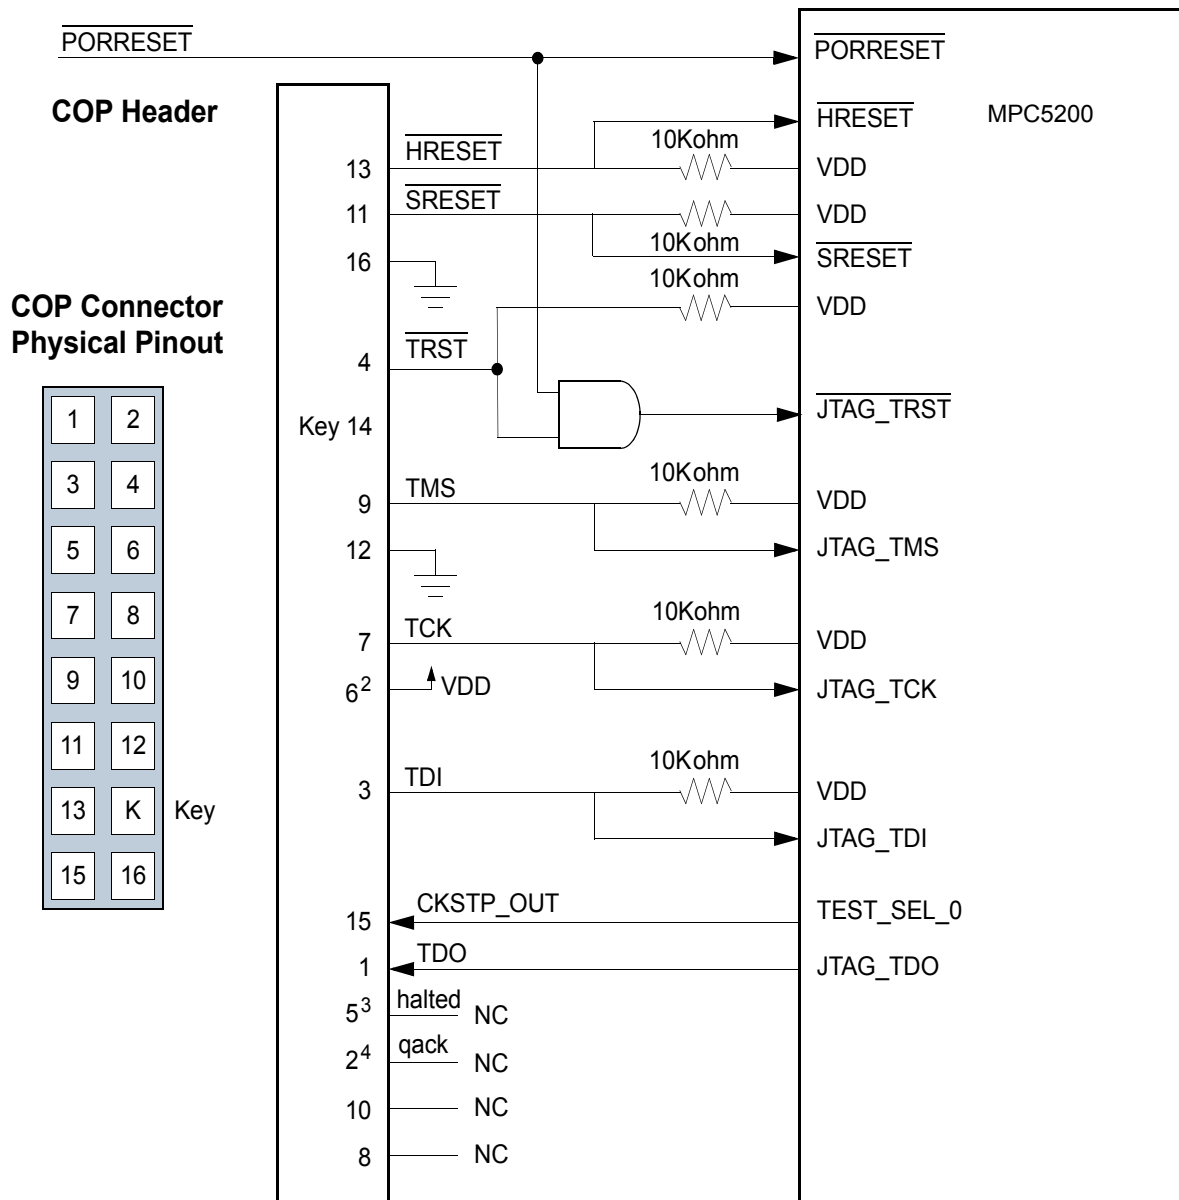 PORRESET
PORRESET
COP Header
HRESET
MPC5200
10Kohm
13
HRESET
VDD
11
SRESET
VDD
10Kohm
16
SRESET
10Kohm
VDD
COP Connector
Physical Pinout
4
TRST
JTAG_TRST
Key 14
1 2
3 4
5 6
7 8
9 10
11 12
13 K Key
15 16
10Kohm
9
TMS
VDD
12
JTAG_TMS
10Kohm
7
TCK
VDD
6²
VDD
JTAG_TCK
10Kohm
3
TDI
VDD
JTAG_TDI
15
CKSTP_OUT
TEST_SEL_0
1
TDO
JTAG_TDO
5³
halted
NC
2⁴
qack
NC
10
NC
8
NC